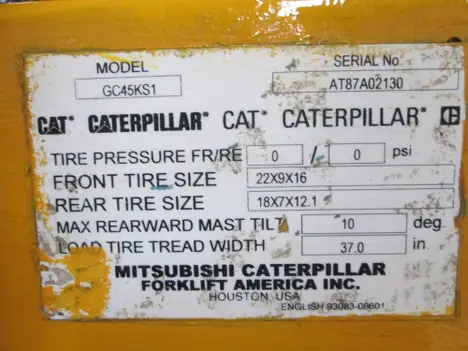 MODEL SERIAL No
GC45KS1 AT87A02130
CAT CATERPILLAR® CAT® CATERPILLAR® C
TIRE PRESSURE FR/RE 0 / 0 psi
FRONT TIRE SIZE 22X9X16
REAR TIRE SIZE 18X7X12.1
MAX REARWARD MAST TILT 10 deg.
LOAD TIRE TREAD WIDTH 37.0 in.
MITSUBISHI CATERPILLAR
FORKLIFT AMERICA INC.
HOUSTON USA
ENGLISH 93083-08601